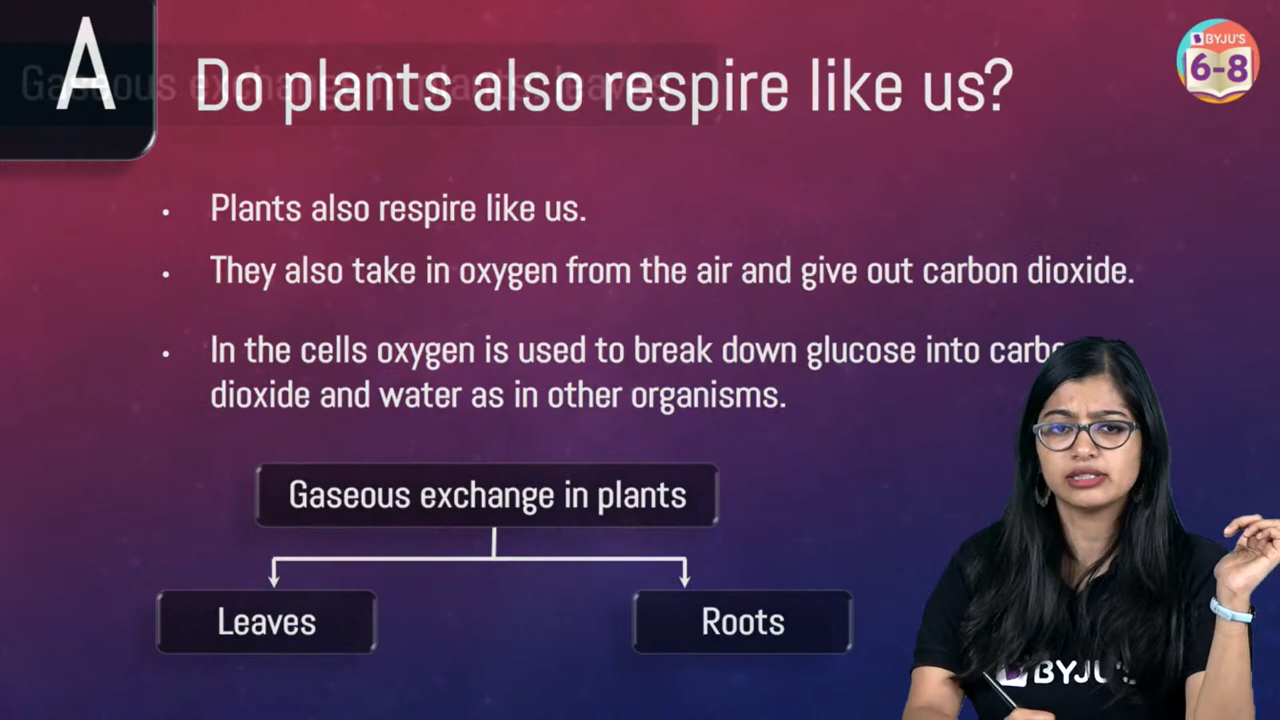 A
Do plants also respire like us?
BYJU'S
6-8
Plants also respire like us.
They also take in oxygen from the air and give out carbon dioxide.
In the cells oxygen is used to break down glucose into
dioxide and water as in other organisms.
Gaseous exchange in plants
Leaves
Roots
BYJU'S